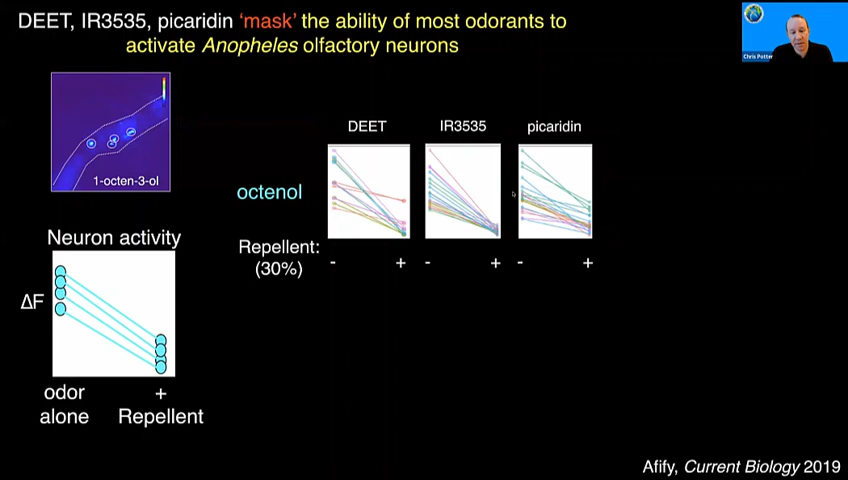 DEET, IR3535, picaridin 'mask' the ability of most odorants to
activate Anopheles olfactory neurons
Chris Potter
1-octen-3-ol
DEET IR3535 picaridin
octenol
Repellent:
(30%)
- + - + - +
Neuron activity
ΔF
odor
alone
+
Repellent
Afify, Current Biology 2019